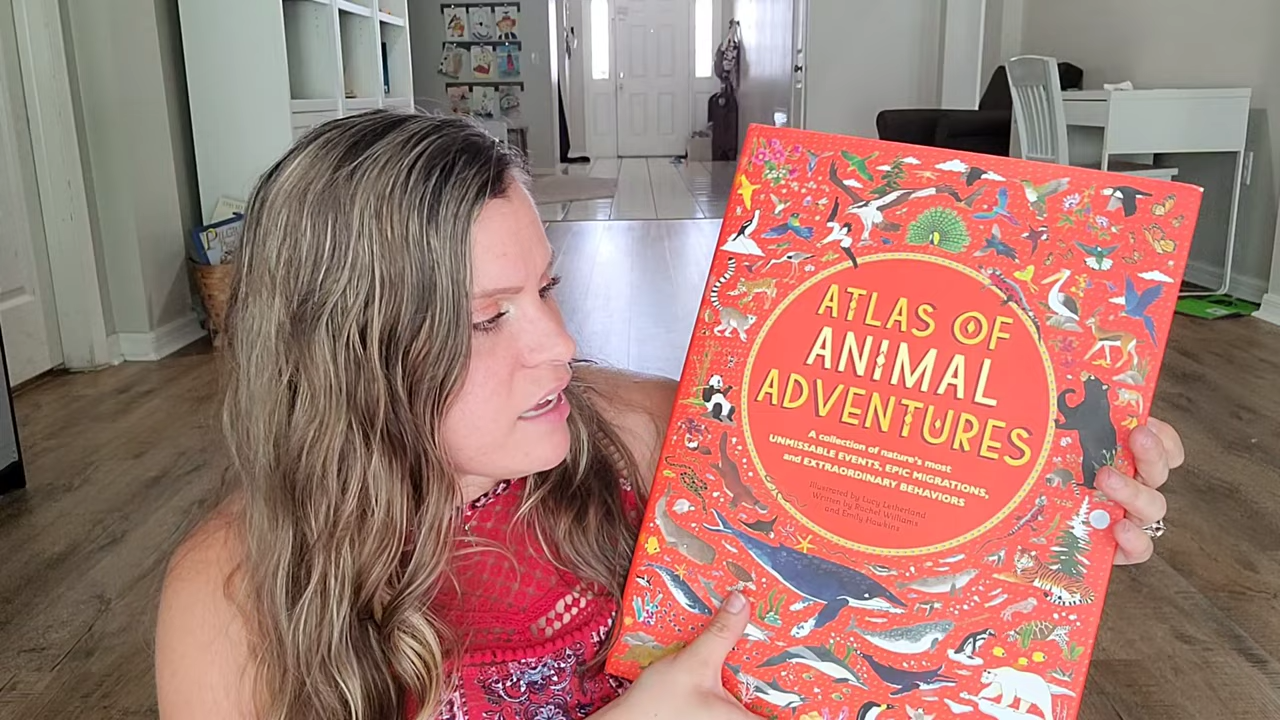 ATLAS OF
ANIMAL
ADVENTURES
A collection of nature's most
UNMISSABLE EVENTS, EPIC MIGRATIONS,
and EXTRAORDINARY BEHAVIORS
Illustrated by Lucy Letherland
Written by Rachel Williams
and Emily Hawkins